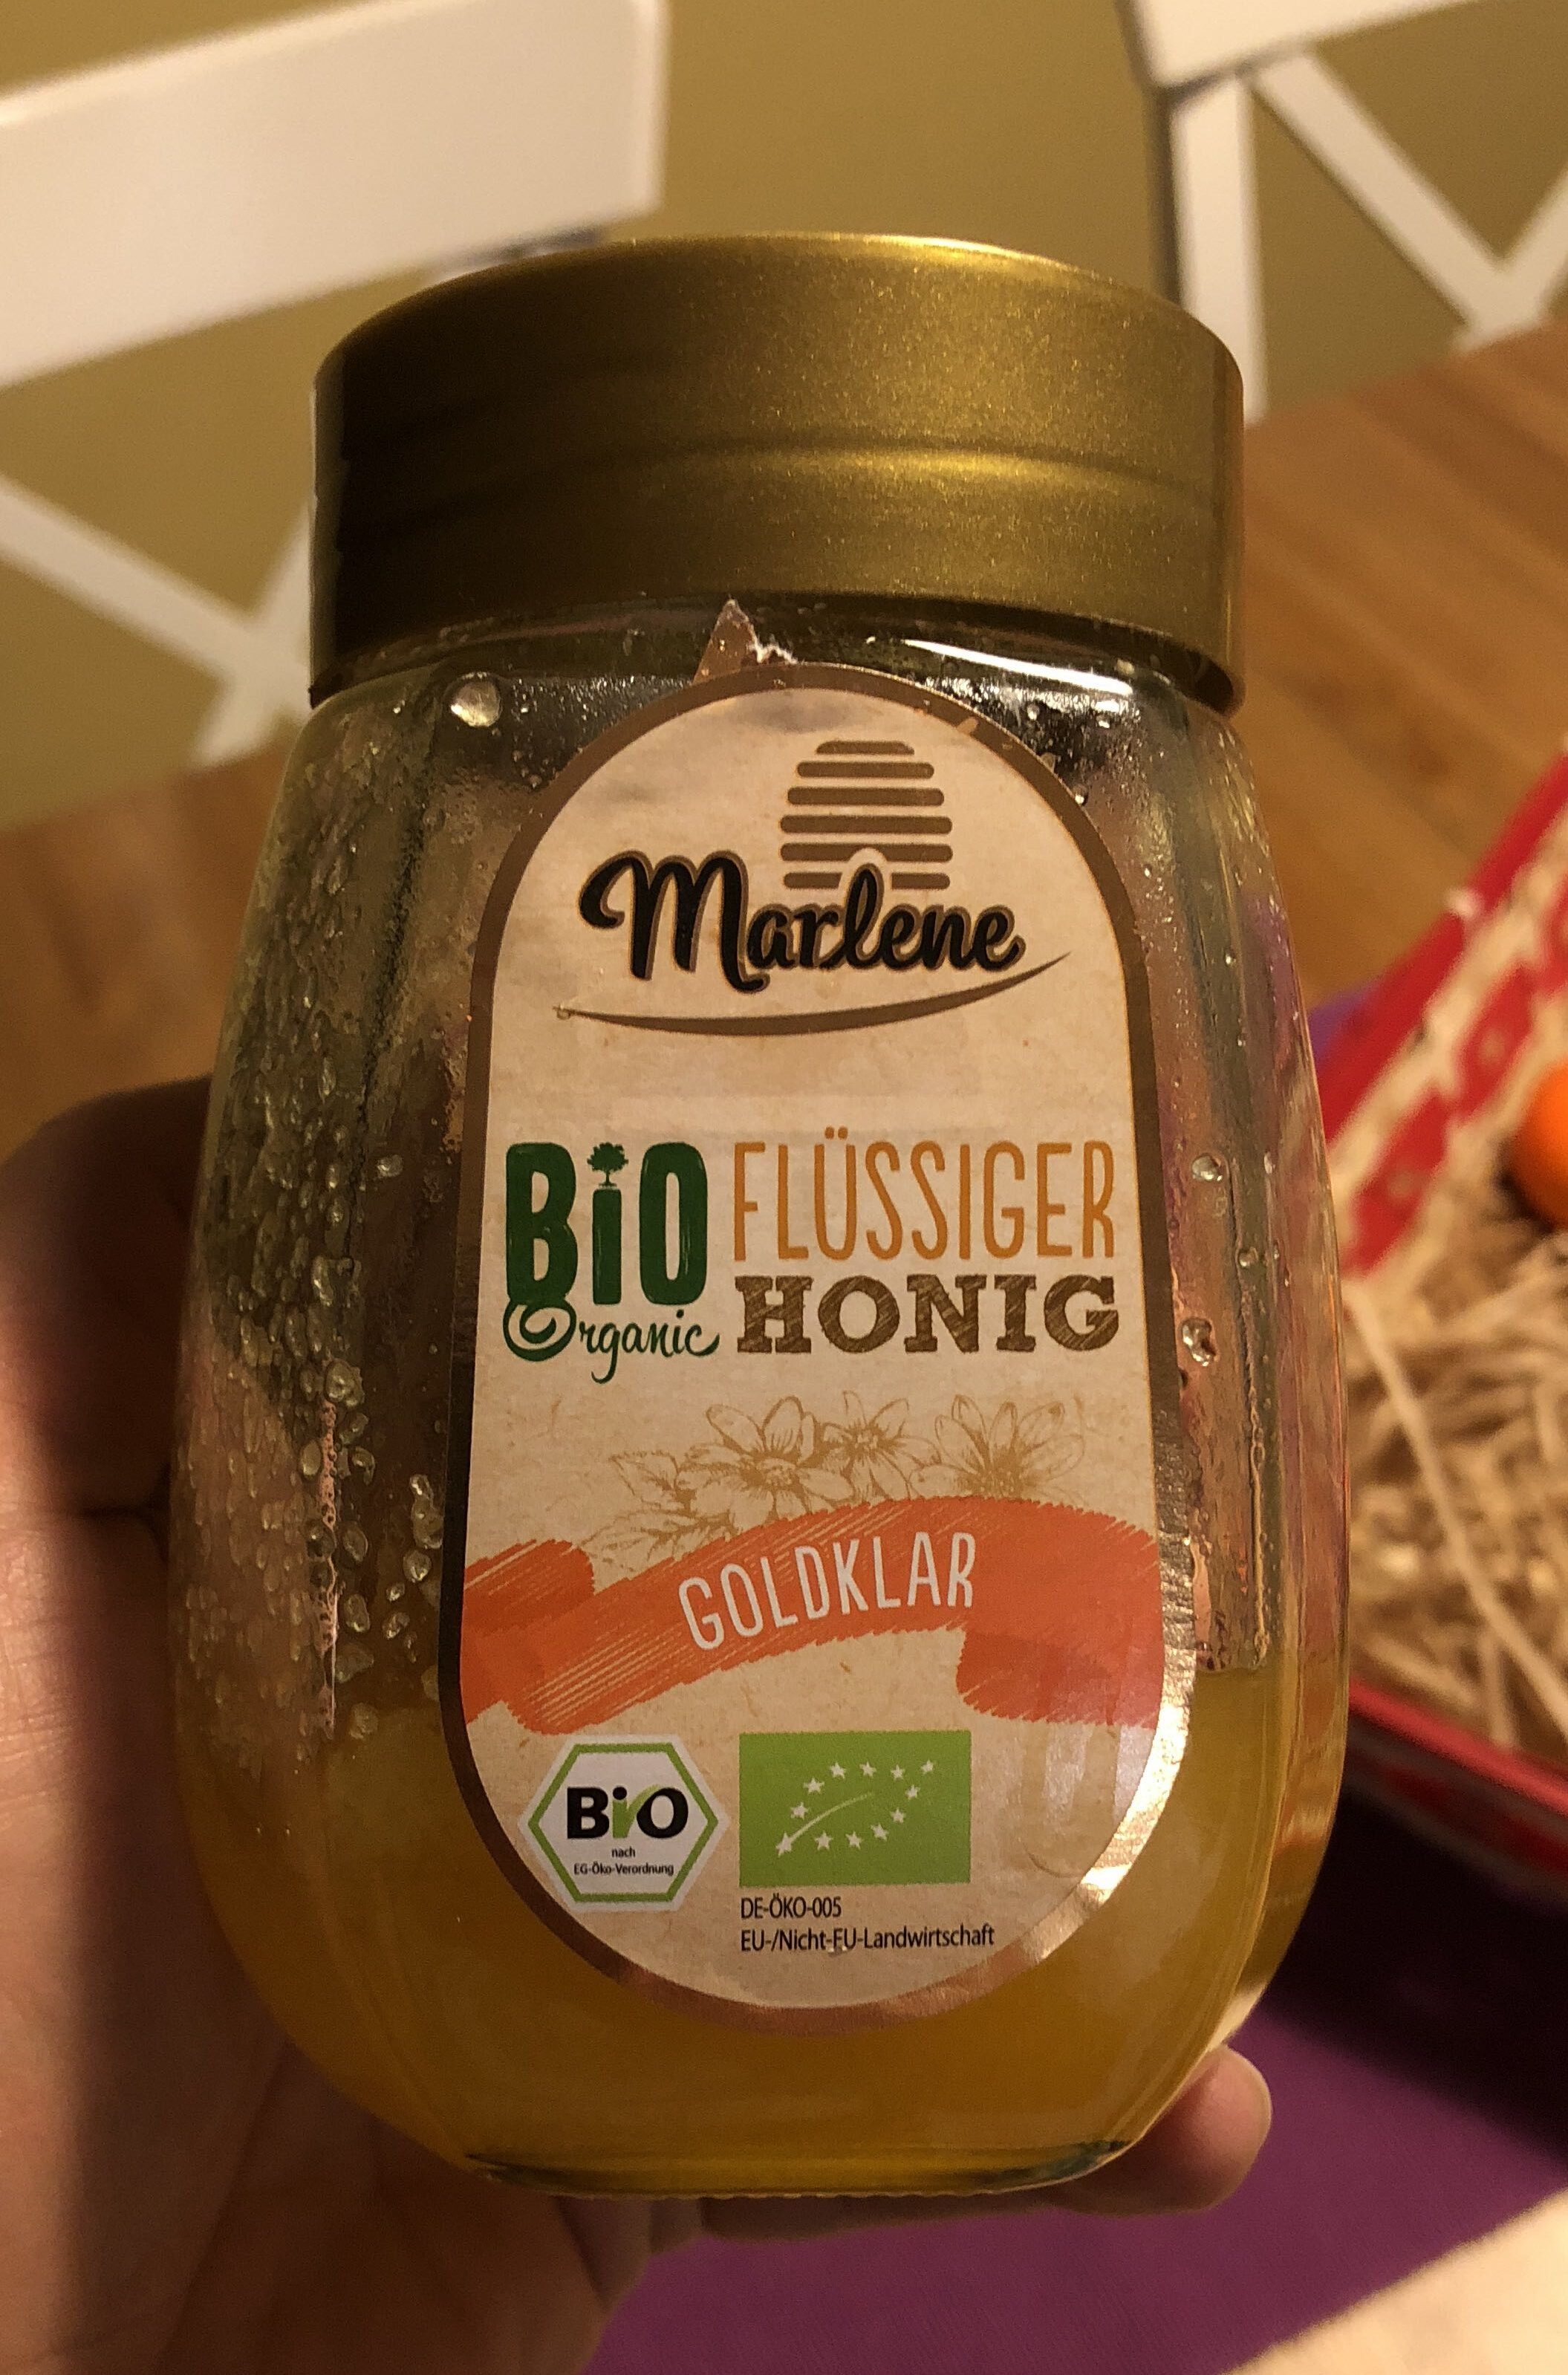 Marlene
BiO FLÜSSIGER
Organic HONIG
GOLDKLAR
BiO
nach
EG-Öko-Verordnung
DE-ÖKO-005
EU-/Nicht-EU-Landwirtschaft